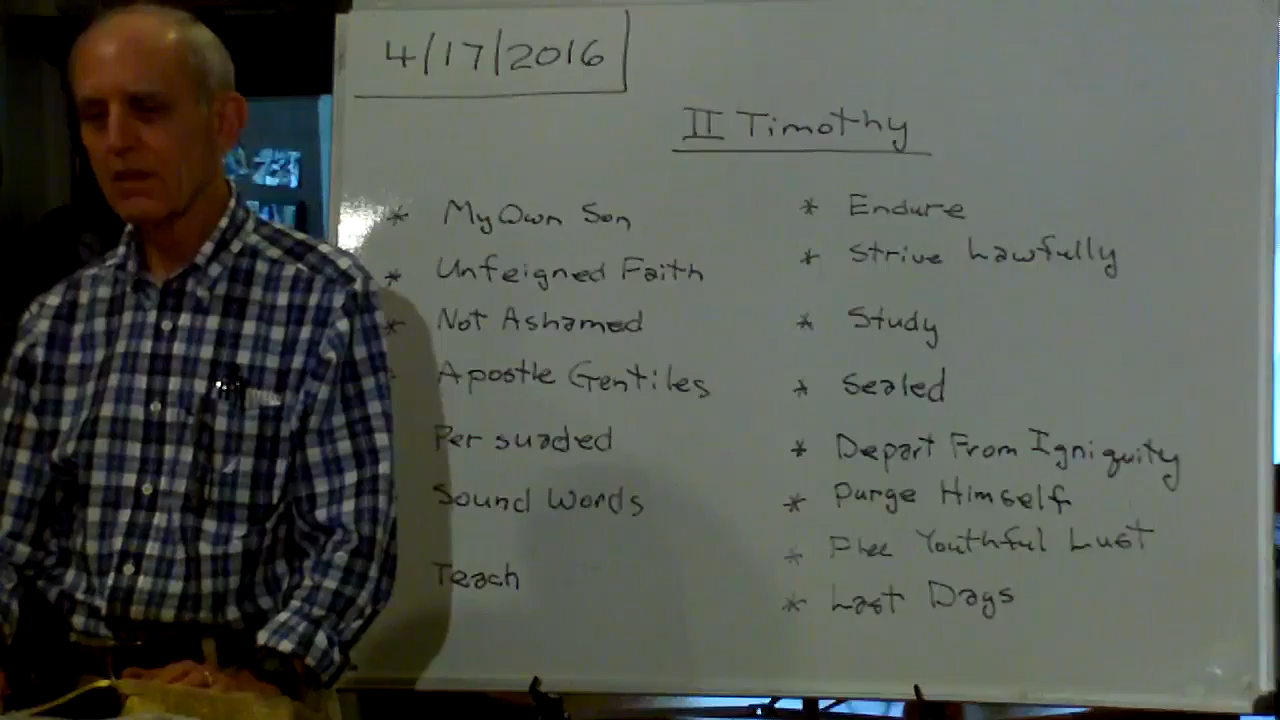 4/17/2016
II Timothy
* My Own Son
* Unfeigned Faith
* Not Ashamed
Apostle Gentiles
Persuaded
Sound Words
Teach
* Endure
* Strive Lawfully
* Study
* Sealed
* Depart From Igniquity
* Purge Himself
* Flee Youthful Lust
* Last Days